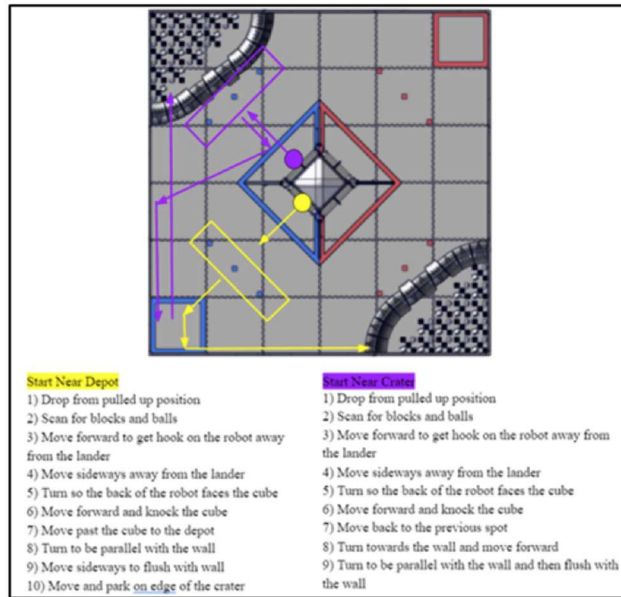 Start Near Depot
1) Drop from pulled up position
2) Scan for blocks and balls
3) Move forward to get hook on the robot away
from the lander
4) Move sideways away from the lander
5) Turn so the back of the robot faces the cube
6) Move forward and knock the cube
7) Move past the cube to the depot
8) Turn to be parallel with the wall
9) Move sideways to flush with wall
10) Move and park on edge of the crater
Start Near Crater
1) Drop from pulled up position
2) Scan for blocks and balls
3) Move forward to get hook on the robot away from
the lander
4) Move sideways away from the lander
5) Turn so the back of the robot faces the cube
6) Move forward and knock the cube
7) Move back to the previous spot
8) Turn towards the wall and move forward
9) Turn to be parallel with the wall and then flush with
the wall